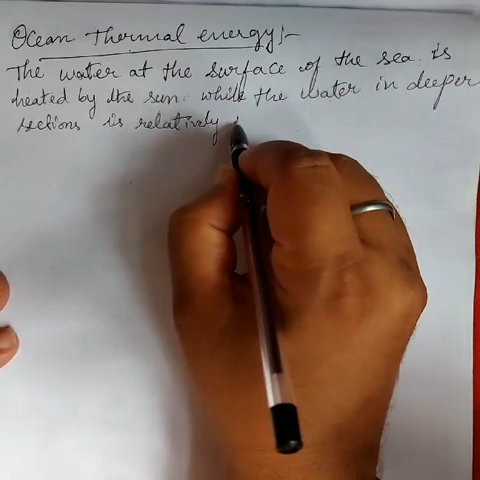 Ocean thermal energy:-
The water at the surface of the sea is
heated by the sun. while the water in deeper
sections is relatively